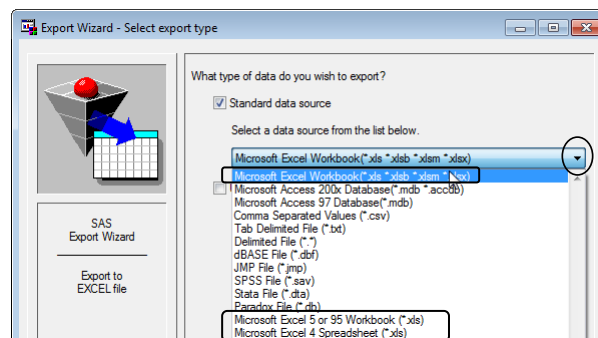 Export Wizard - Select export type
What type of data do you wish to export?
Standard data source
Select a data source from the list below.
Microsoft Excel Workbook(*.xls *.xlsb *.xlsm *.xlsx)
Microsoft Excel Workbook(*.xls *.xlsb *.xlsm *.xlsx)
Microsoft Access 200x Database(*.mdb *.accdb)
Microsoft Access 97 Database(*.mdb)
Comma Separated Values (*.csv)
Tab Delimited File (*.txt)
Delimited File (*.*)
dBASE File (*.dbf)
JMP File (*.jmp)
SPSS File (*.sav)
Stata File (*.dta)
Paradox File (*.db)
Microsoft Excel 5 or 95 Workbook (*.xls)
Microsoft Excel 4 Spreadsheet (*.xls)
SAS
Export Wizard
Export to
EXCEL file